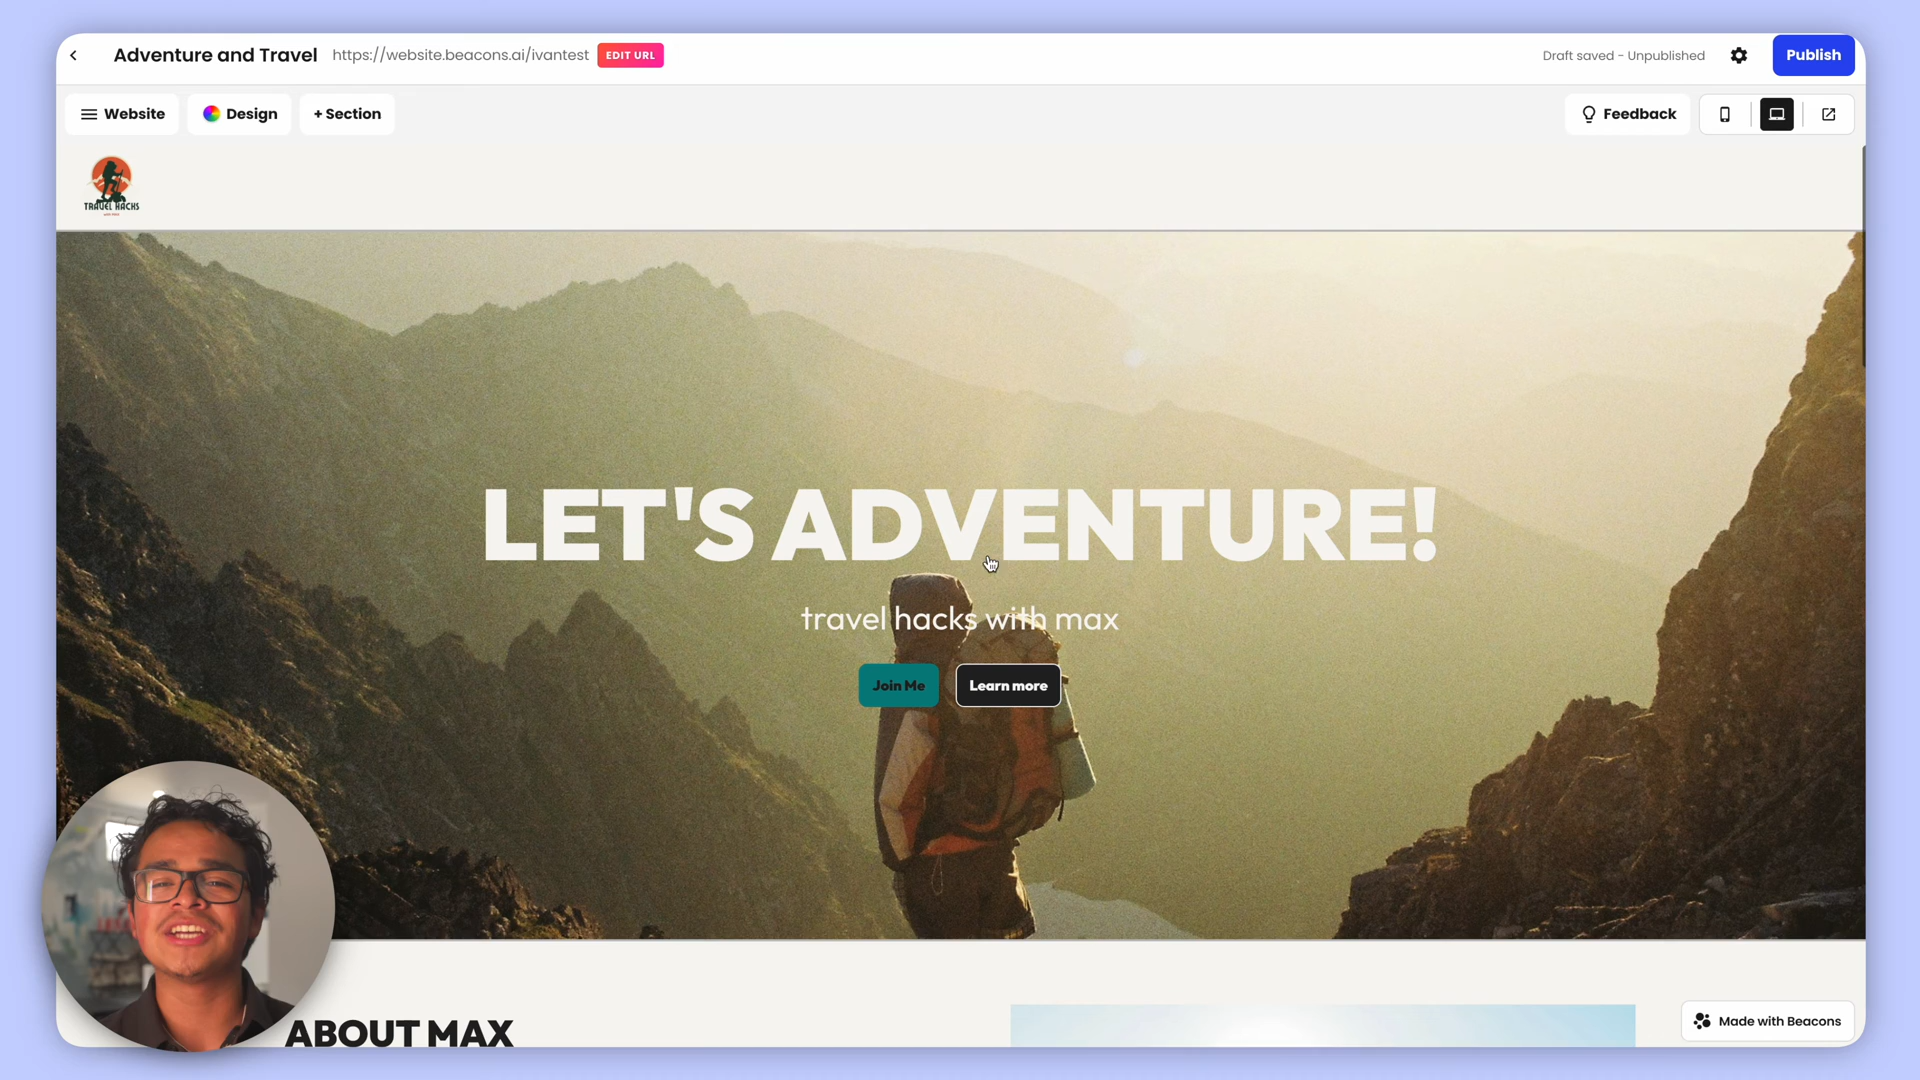 Adventure and Travel https://website.beacons.ai/ivantest EDIT URL Draft saved - Unpublished Publish
Website Design + Section Feedback
TRAVEL HACKS
LET'S ADVENTURE!
travel hacks with max
Join Me Learn more
ABOUT MAX
Made with Beacons